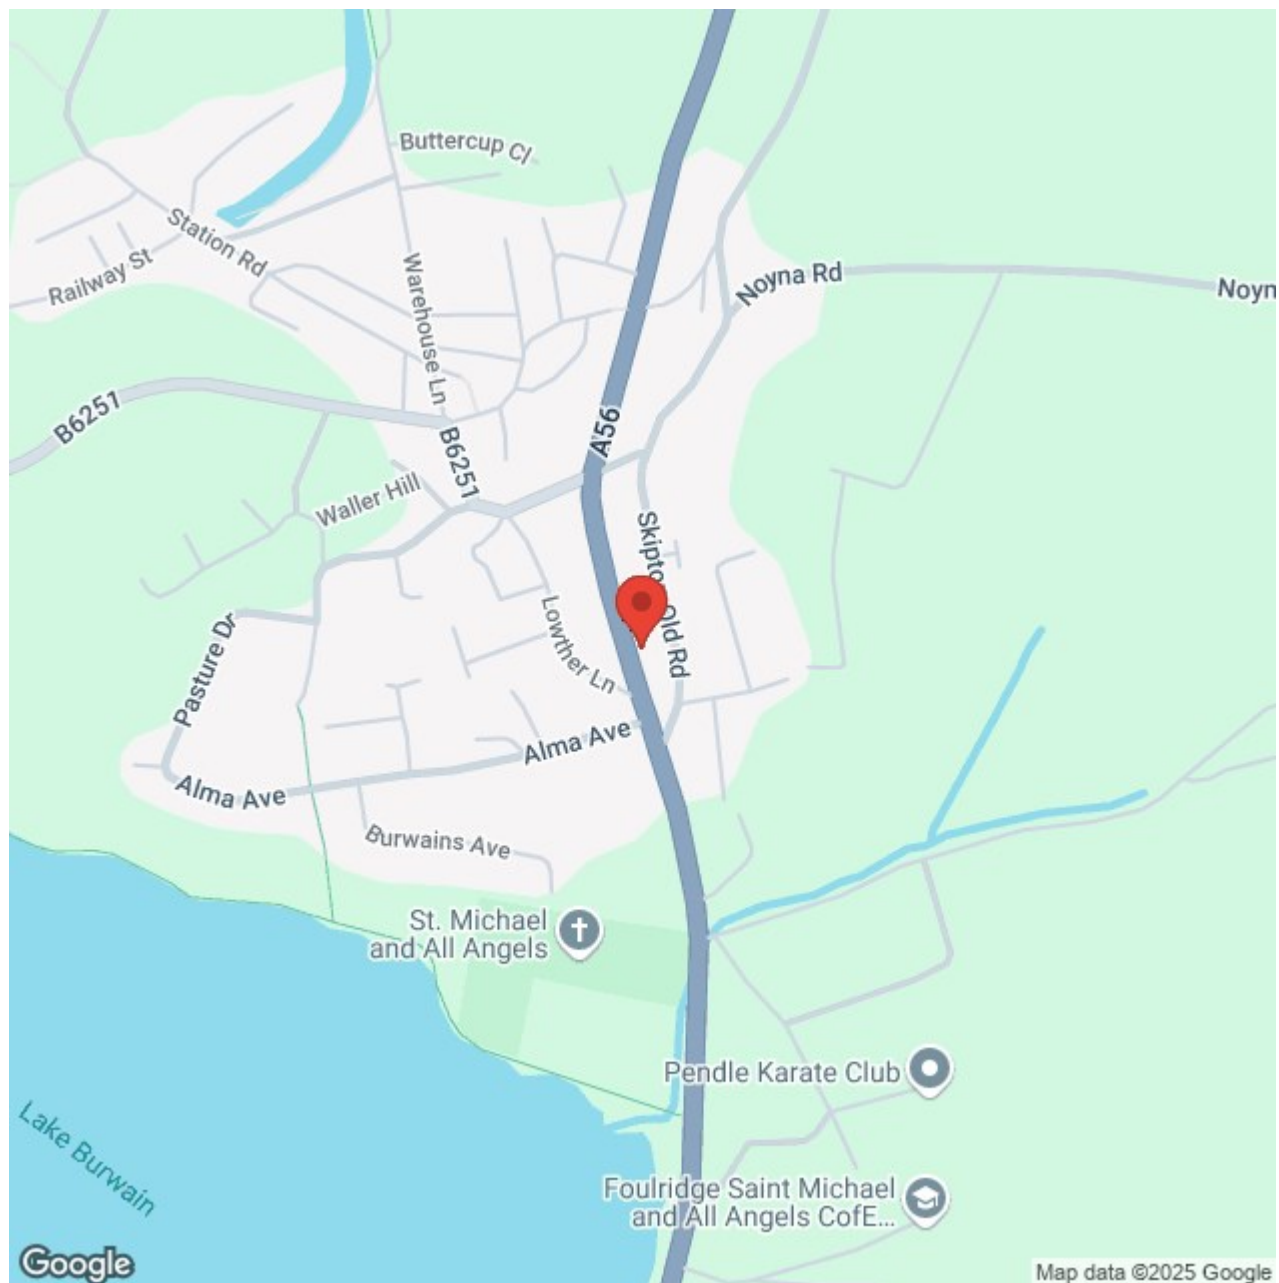 Buttercup Cl
Station Rd
Railway St
Warehouse Ln
Noyna Rd
Noyn
B6251
A56
B6251
Waller Hill
Skipto
Old Rd
Lowther Ln
Pasture Dr
Alma Ave
Alma Ave
Burwains Ave
St. Michael
and All Angels
Pendle Karate Club
Lake Burwain
Foulridge Saint Michael
and All Angels CofE...
Google
Map data ©2025 Google